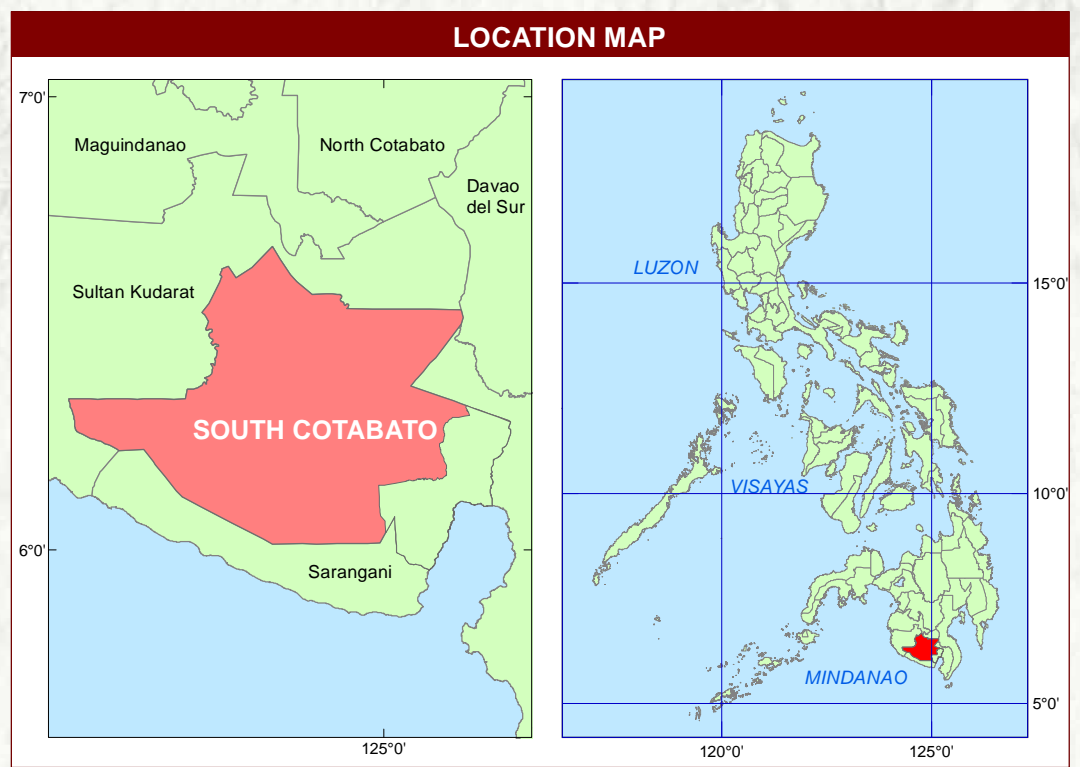 LOCATION MAP
7°0'
Maguindanao
North Cotabato
Davao
del Sur
Sultan Kudarat
SOUTH COTABATO
6°0'
Sarangani
125°0'
LUZON
15°0'
VISAYAS
10°0'
MINDANAO
5°0'
120°0'
125°0'